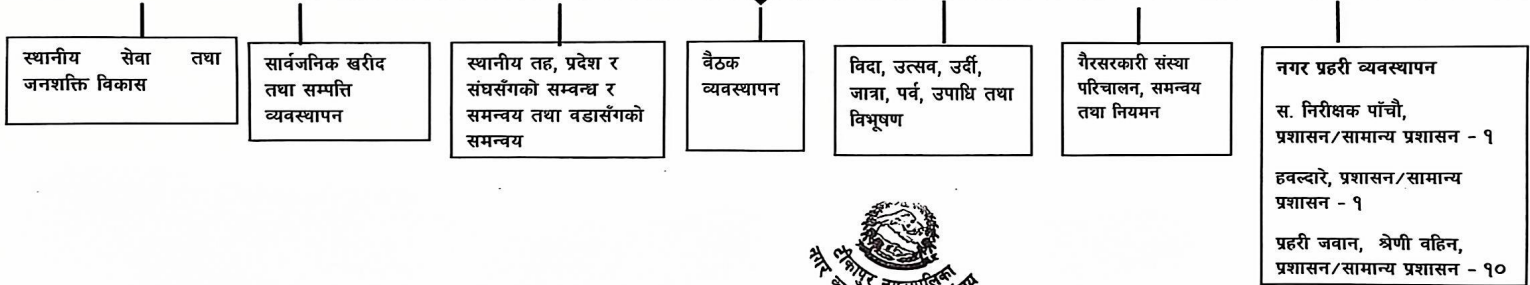 स्थानीय सेवा तथा
जनशक्ति विकास
सार्वजनिक खरीद
तथा सम्पत्ति
व्यवस्थापन
स्थानीय तह, प्रदेश र
संघसँगको सम्वन्ध र
समन्वय तथा वडासँगको
समन्वय
वैठक
व्यवस्थापन
विदा, उत्सव, उर्दी,
जात्रा, पर्व, उपाधि तथा
विभूषण
गैरसरकारी संस्था
परिचालन, समन्वय
तथा नियमन
नगर प्रहरी व्यवस्थापन
स. निरीक्षक पाँचौ,
प्रशासन/सामान्य प्रशासन - १
हवल्दारे, प्रशासन/सामान्य
प्रशासन - १
प्रहरी जवान, श्रेणी वहिन,
प्रशासन/सामान्य प्रशासन - १०
टीकापुर नगरपालिका
नगर